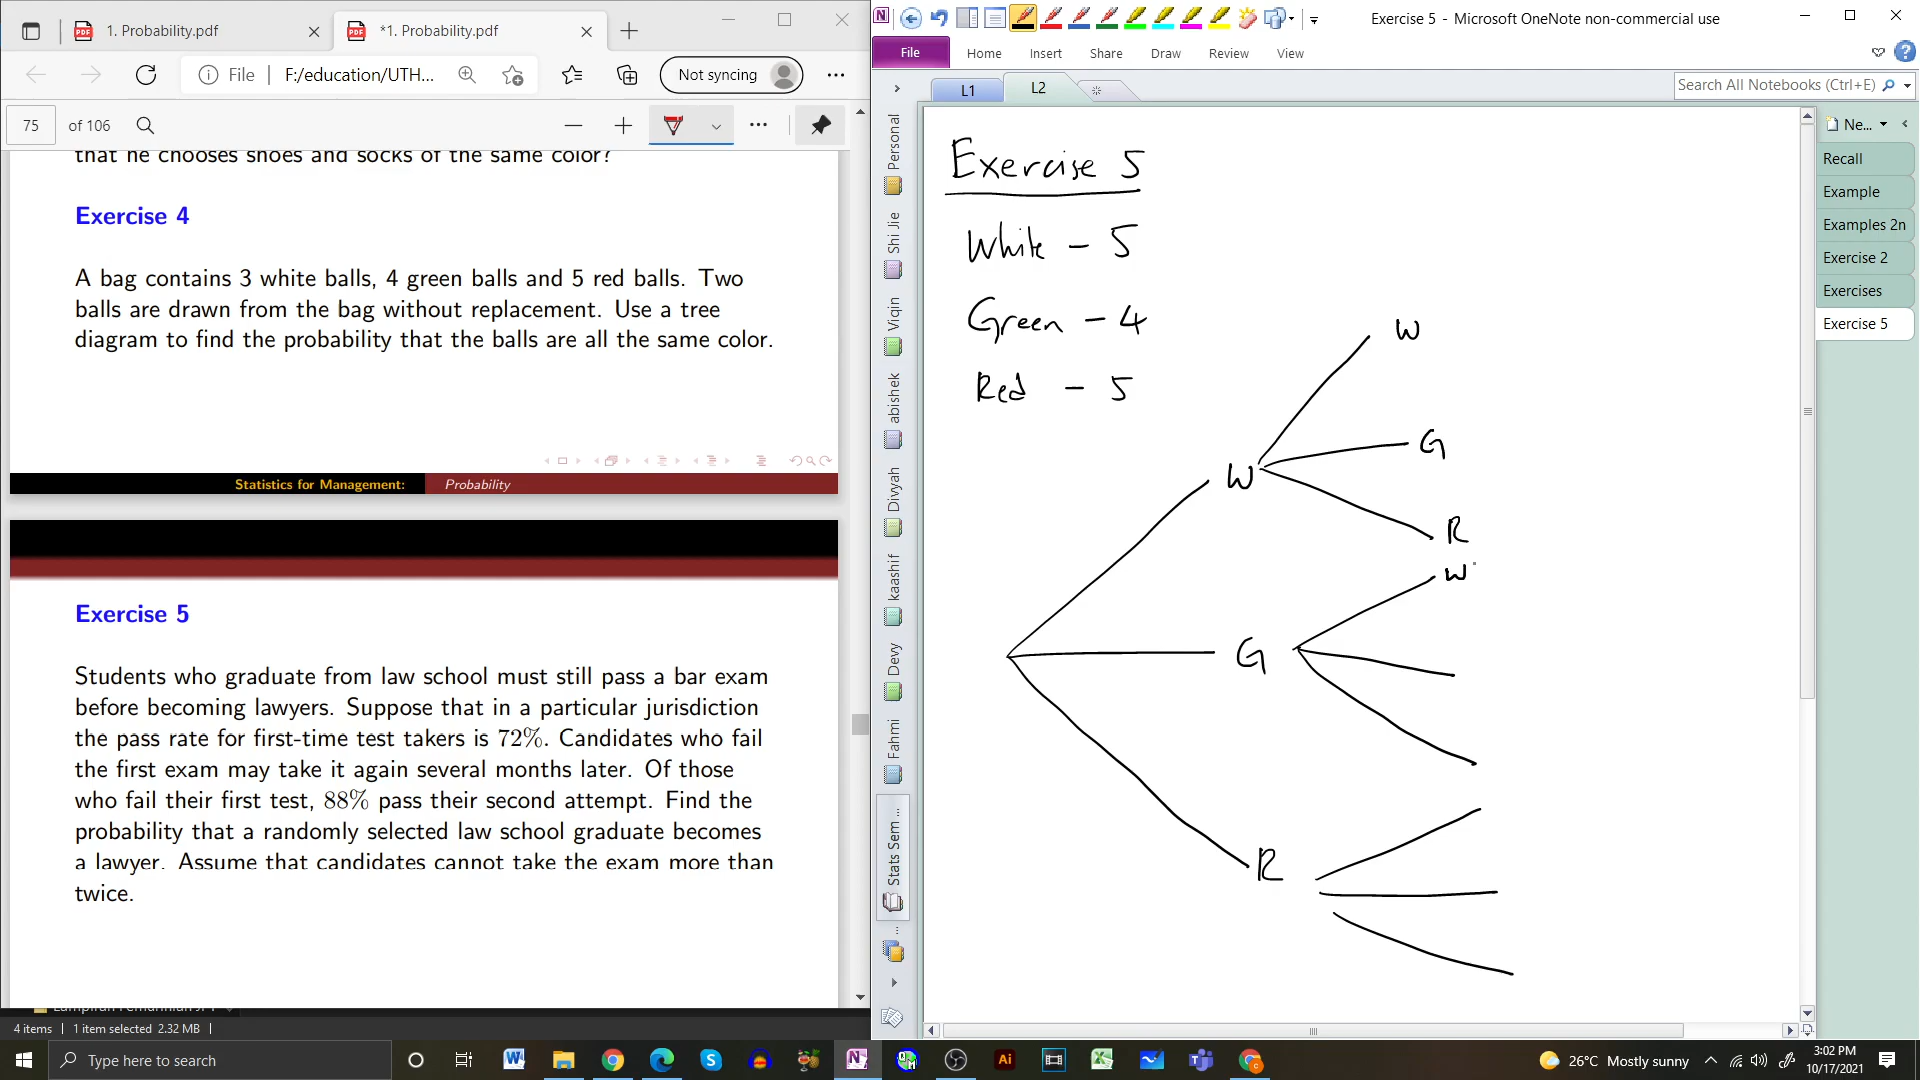 1. Probability.pdf
*1. Probability.pdf
File
F:/education/UTH...
Not syncing
75
of 106
that he chooses shoes and socks of the same color?
Exercise 4
A bag contains 3 white balls, 4 green balls and 5 red balls. Two
balls are drawn from the bag without replacement. Use a tree
diagram to find the probability that the balls are all the same color.
Statistics for Management:
Probability
Exercise 5
Students who graduate from law school must still pass a bar exam
before becoming lawyers. Suppose that in a particular jurisdiction
the pass rate for first-time test takers is 72%. Candidates who fail
the first exam may take it again several months later. Of those
who fail their first test, 88% pass their second attempt. Find the
probability that a randomly selected law school graduate becomes
a lawyer. Assume that candidates cannot take the exam more than
twice.
4 items
1 item selected 2.32 MB
Exercise 5 - Microsoft OneNote non-commercial use
File
Home
Insert
Share
Draw
Review
View
L1
L2
Search All Notebooks (Ctrl+E)
Personal
Shi Jie
Viqin
abishek
Divyah
kaashif
Devy
Fahmi
Stats Sem ...
Ne...
Recall
Example
Examples 2n
Exercise 2
Exercises
Exercise 5
Exercise 5
White - 5
Green - 4
Red - 5
W
G
W
R
W
G
R
Type here to search
26°C Mostly sunny
3:02 PM
10/17/2021